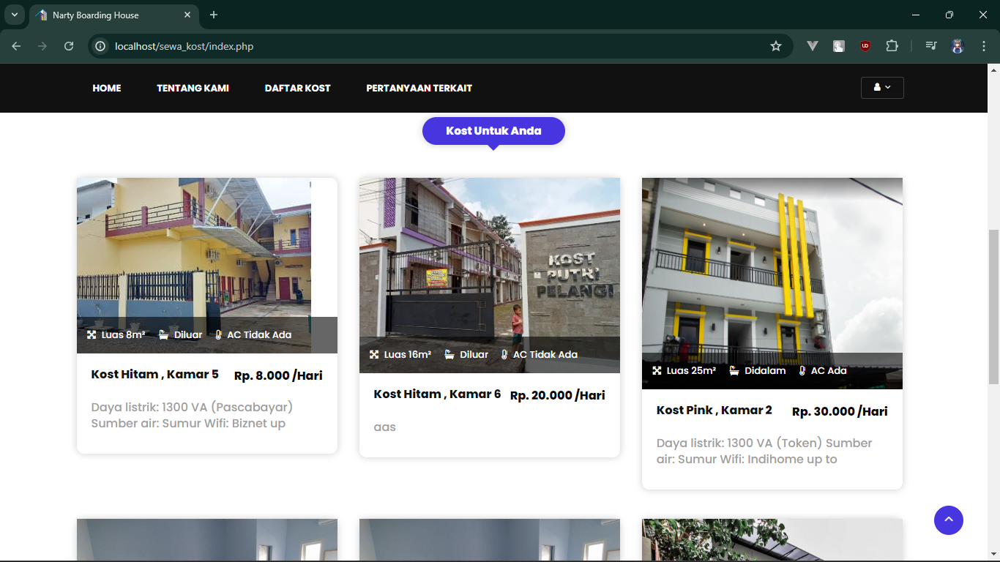 Narty Boarding House
localhost/sewa_kost/index.php
HOME TENTANG KAMI DAFTAR KOST PERTANYAAN TERKAIT
Kost Untuk Anda
KOST
PUTRI
PELANGI
Luas 8m² Diluar AC Tidak Ada
Luas 16m² Diluar AC Tidak Ada
Luas 25m² Didalam AC Ada
Kost Hitam , Kamar 5 Rp. 8.000 /Hari
Daya listrik: 1300 VA (Pascabayar)
Sumber air: Sumur Wifi: Biznet up
Kost Hitam , Kamar 6 Rp. 20.000 /Hari
aas
Kost Pink , Kamar 2 Rp. 30.000 /Hari
Daya listrik: 1300 VA (Token) Sumber
air: Sumur Wifi: Indihome up to